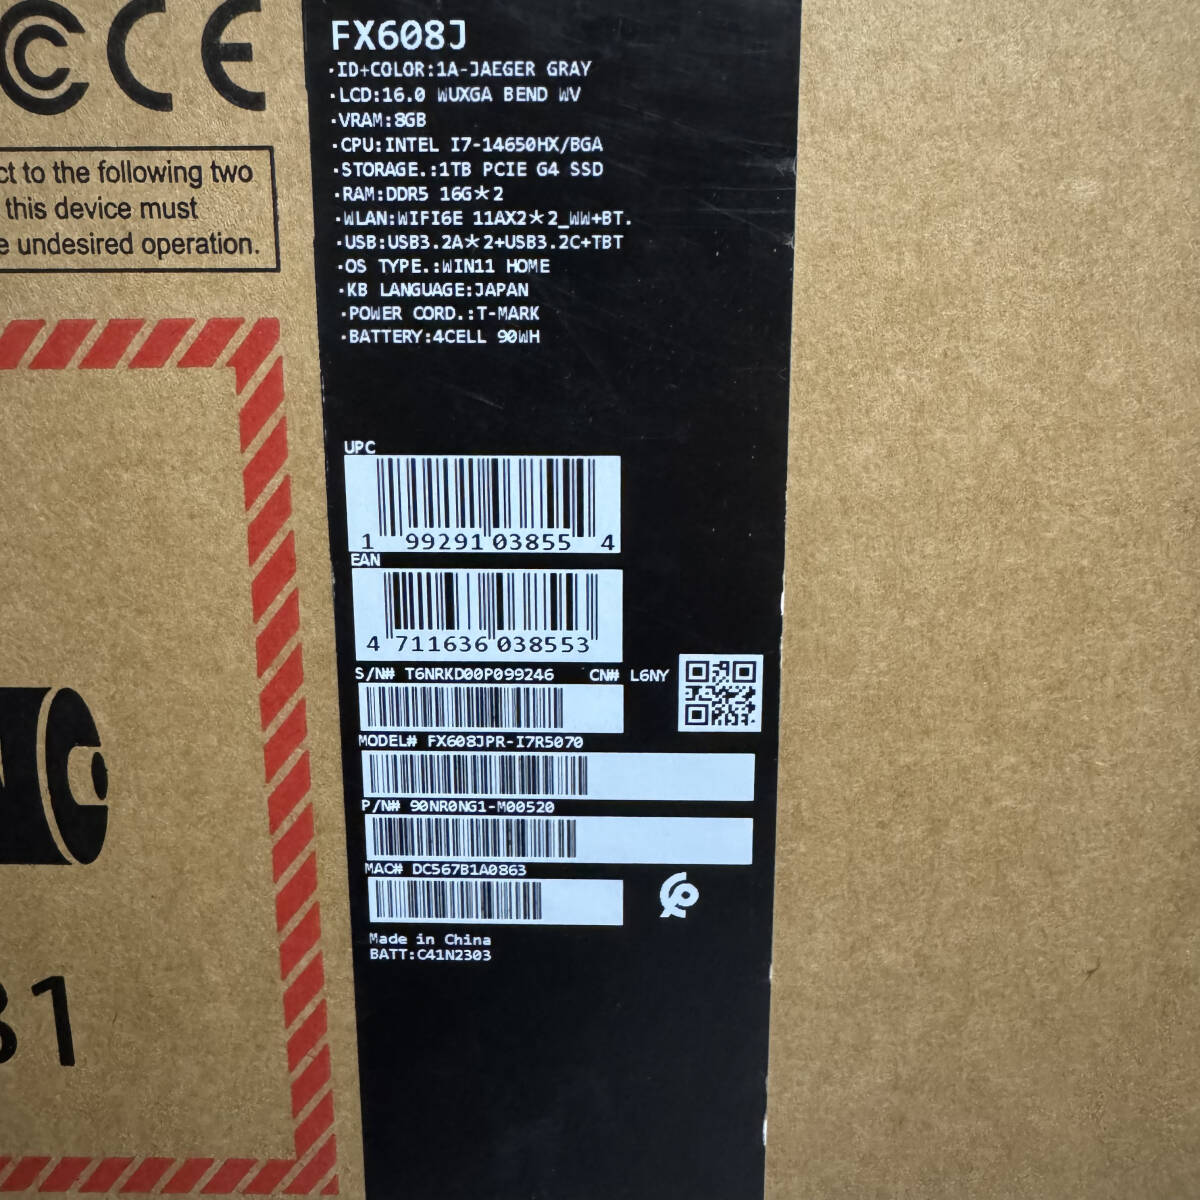 CE
ct to the following two
this device must
e undesired operation.
31
FX608J
·ID+COLOR:1A-JAEGER GRAY
·LCD:16.0 WUXGA BEND WV
·VRAM:8GB
·CPU:INTEL I7-14650HX/BGA
·STORAGE.:1TB PCIE G4 SSD
·RAM:DDR5 16G*2
·WLAN:WIFI6E 11AX2*2_WW+BT.
·USB:USB3.2A*2+USB3.2C+TBT
·OS TYPE.:WIN11 HOME
·KB LANGUAGE:JAPAN
·POWER CORD.:T-MARK
·BATTERY:4CELL 90WH
UPC
1 99291 03855 4
EAN
4 711636 038553
S/N# T6NRKD00P099246 CN# L6NY
MODEL# FX608JPR-I7R5070
P/N# 90NR0NG1-M00520
MAC# DC567B1A0863
Made in China
BATT:C41N2303